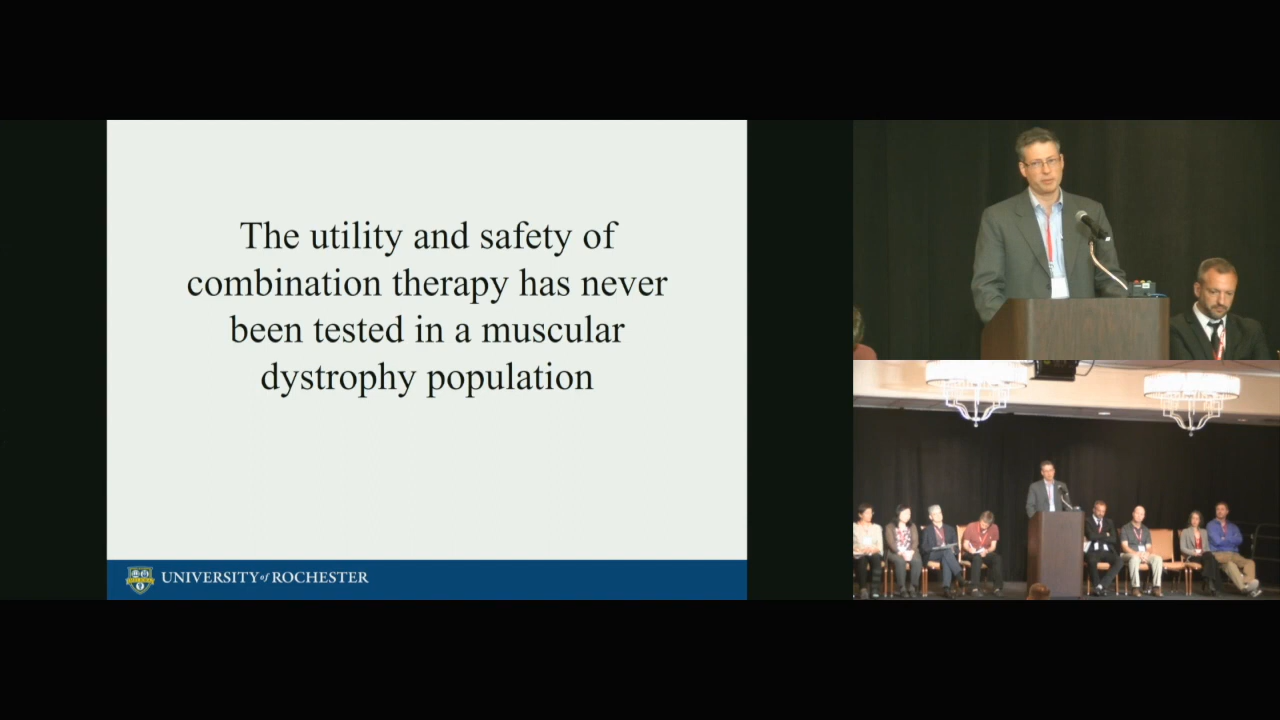 The utility and safety of
combination therapy has never
been tested in a muscular
dystrophy population
UNIVERSITY of ROCHESTER